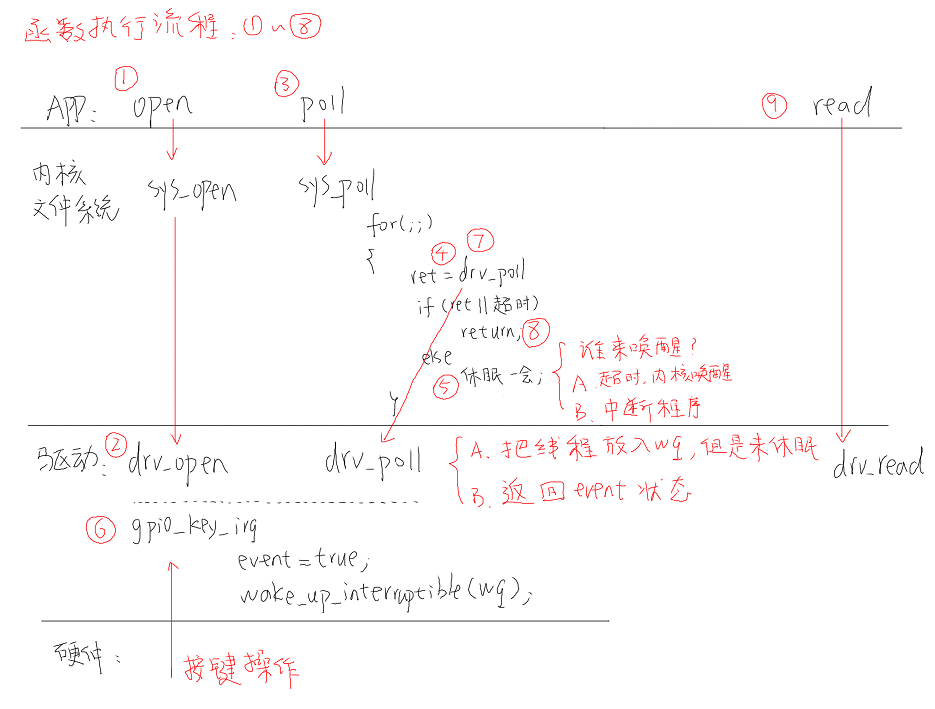 函数执行流程:①~⑧
① ③ ⑨
APP: open poll read
内核
文件系统 sys_open sys_poll
for(;;)
{
④ ⑦
ret = drv_poll
if (ret || 超时)
return; ⑧
else
⑤ 休眠一会;
谁来唤醒?
A. 超时,内核唤醒
B. 中断程序
驱动: ② drv_open drv_poll drv_read
A. 把线程放入wq,但是未休眠
B. 返回event状态
⑥ gpio_key_irq
event = true;
wake_up_interruptible(wq);
硬件: 按键操作